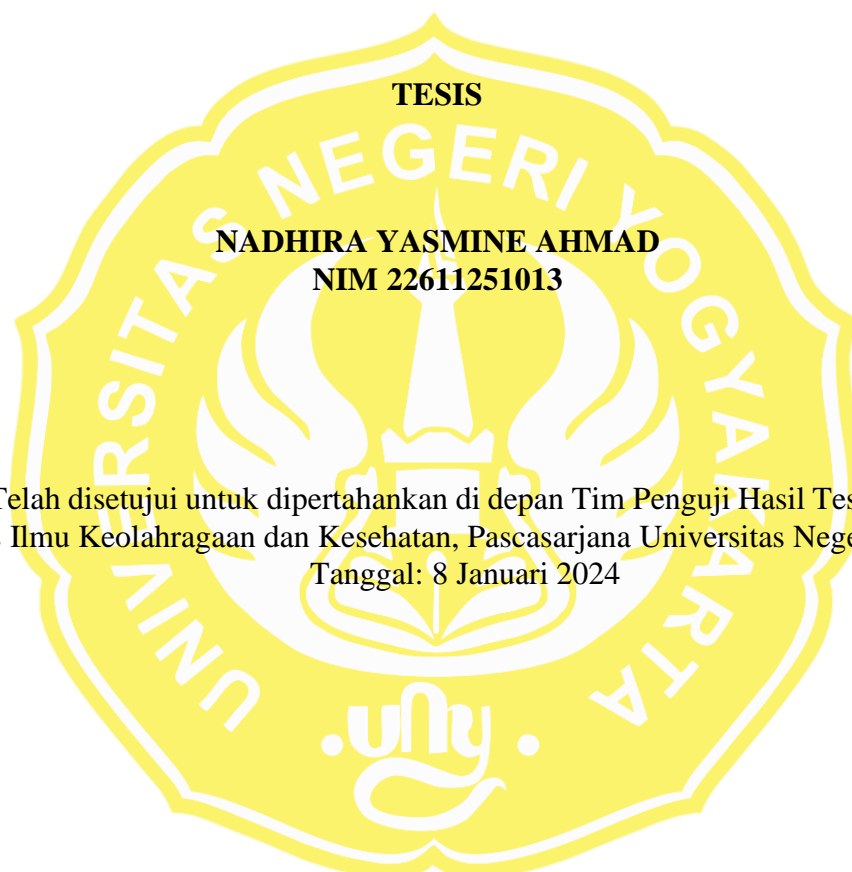 TESIS
UNIVERSITAS NEGERI YOGYAKARTA
NADHIRA YASMINE AHMAD
NIM 22611251013
Telah disetujui untuk dipertahankan di depan Tim Penguji Hasil Tes
Ilmu Keolahragaan dan Kesehatan, Pascasarjana Universitas Nege
Tanggal: 8 Januari 2024
.uny.